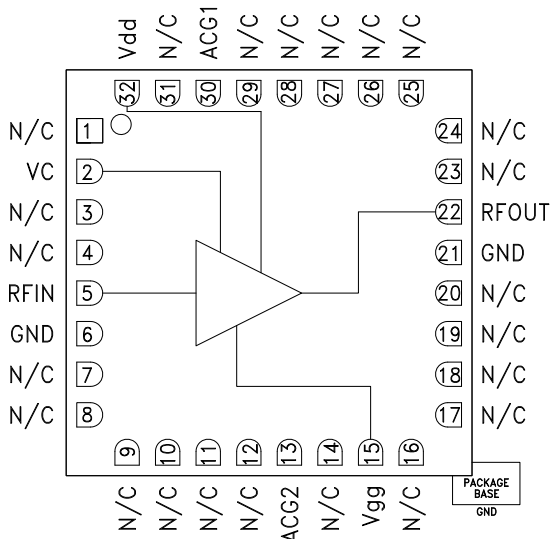 Vdd
N/C
ACG1
N/C
N/C
N/C
N/C
N/C
32
31
30
29
28
27
26
25
N/C 1
VC 2
N/C 3
N/C 4
RFIN 5
GND 6
N/C 7
N/C 8
24 N/C
23 N/C
22 RFOUT
21 GND
20 N/C
19 N/C
18 N/C
17 N/C
9
10
11
12
13
14
15
16
N/C
N/C
N/C
N/C
ACG2
N/C
Vgg
N/C
PACKAGE
BASE
GND